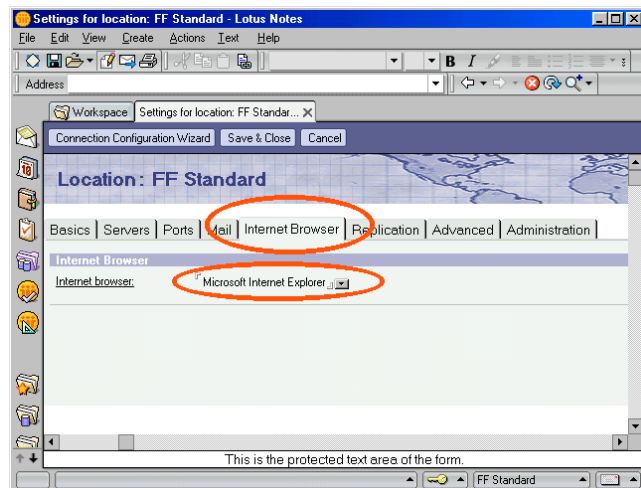 Settings for location: FF Standard - Lotus Notes
File Edit View Create Actions Text Help
B I
Address
Workspace Settings for location: FF Standar...
Connection Configuration Wizard Save & Close Cancel
Location: FF Standard
Basics Servers Ports Mail Internet Browser Replication Advanced Administration
Internet Browser
Internet browser: Microsoft Internet Explorer
This is the protected text area of the form.
FF Standard